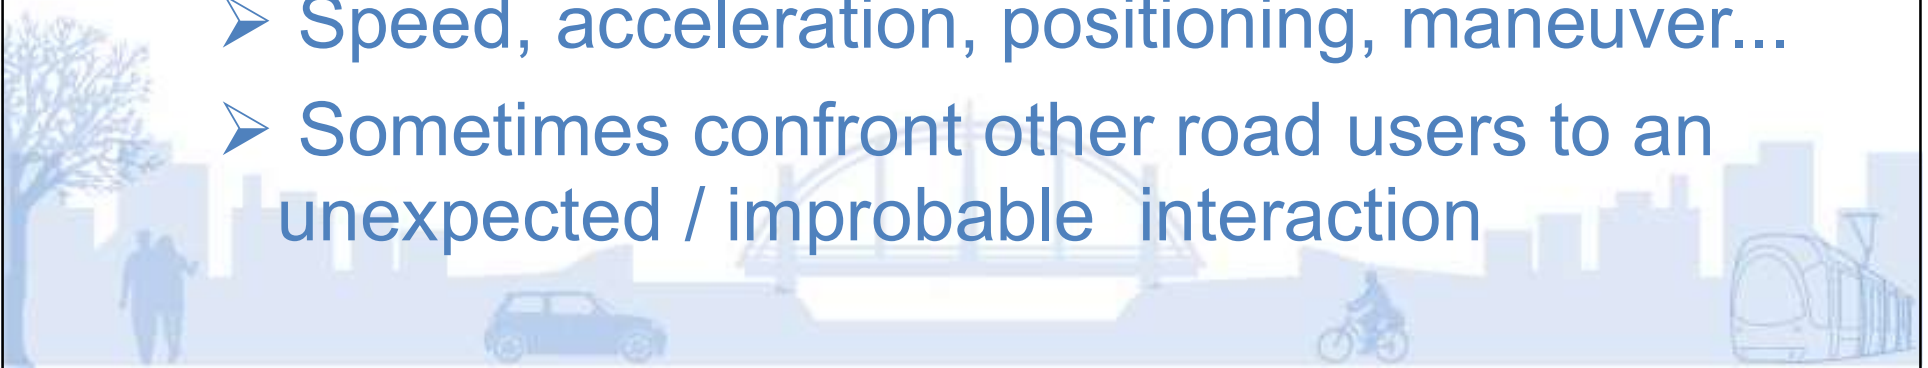 ➢ Speed, acceleration, positioning, maneuver...
➢ Sometimes confront other road users to an
unexpected / improbable  interaction